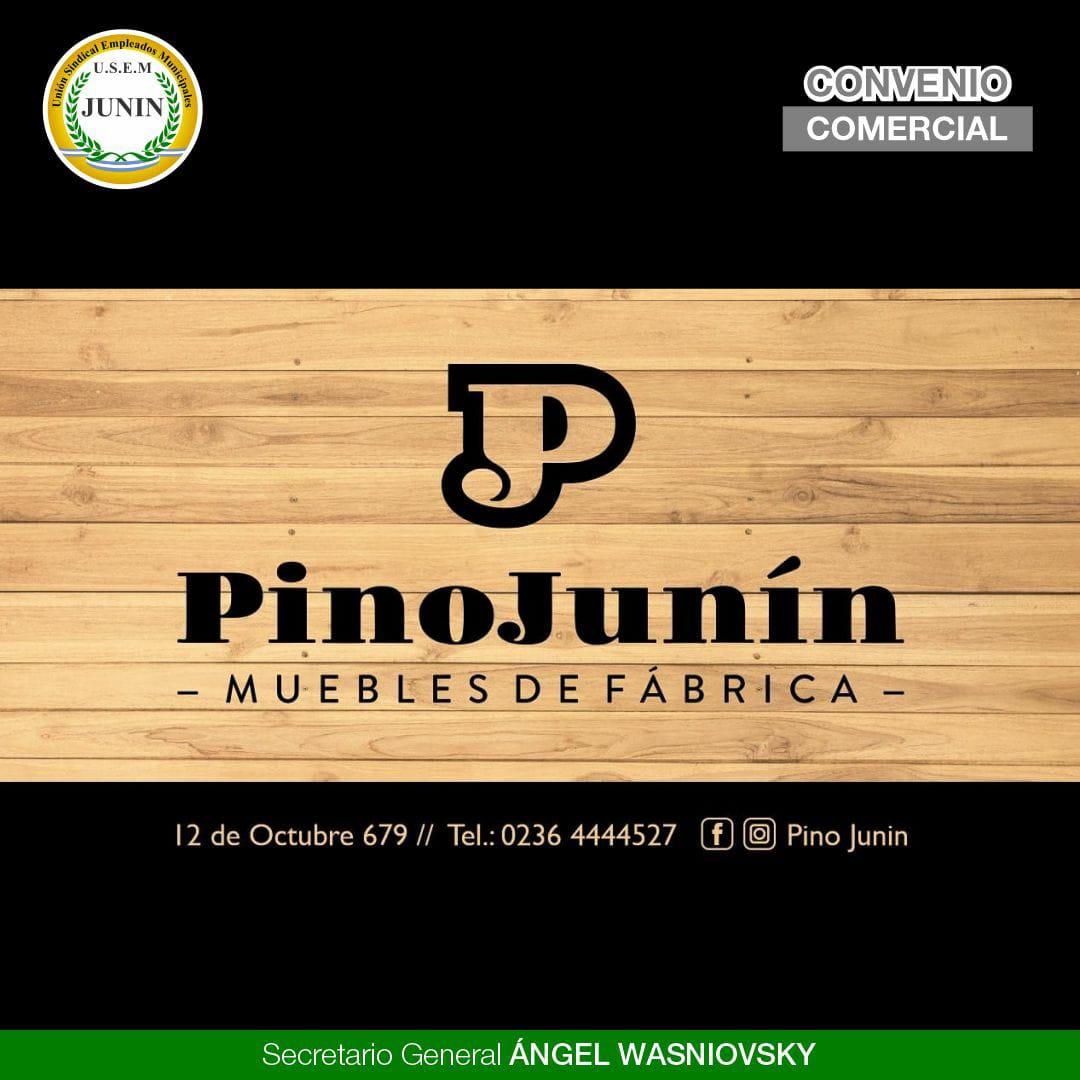 Unión Sindical Empleados Municipales
U.S.E.M
JUNIN
CONVENIO
COMERCIAL
PinoJunín
– MUEBLES DE FÁBRICA –
12 de Octubre 679 // Tel.: 0236 4444527 Pino Junin
Secretario General ÁNGEL WASNIOVSKY